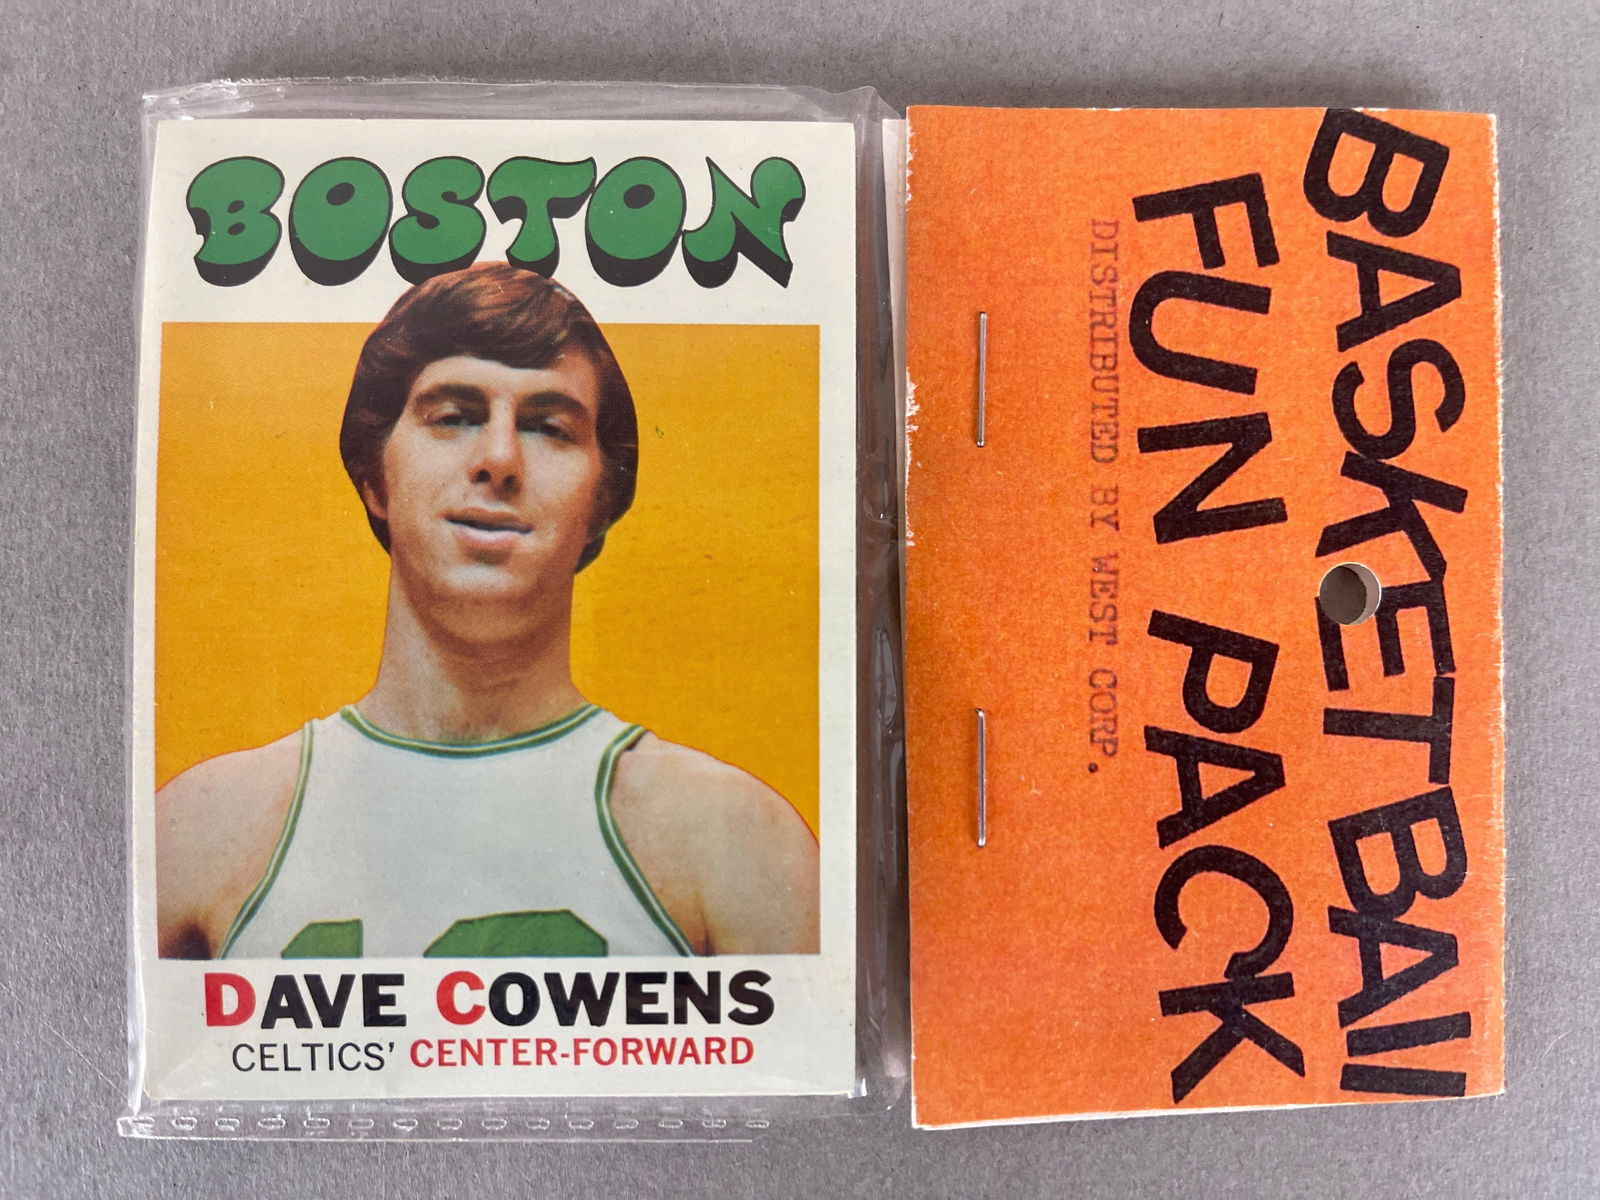 BOSTON
DAVE COWENS
CELTICS' CENTER-FORWARD
BASKETBAll
FUN PACK
DISTRIBUTED BY WEST CORP.